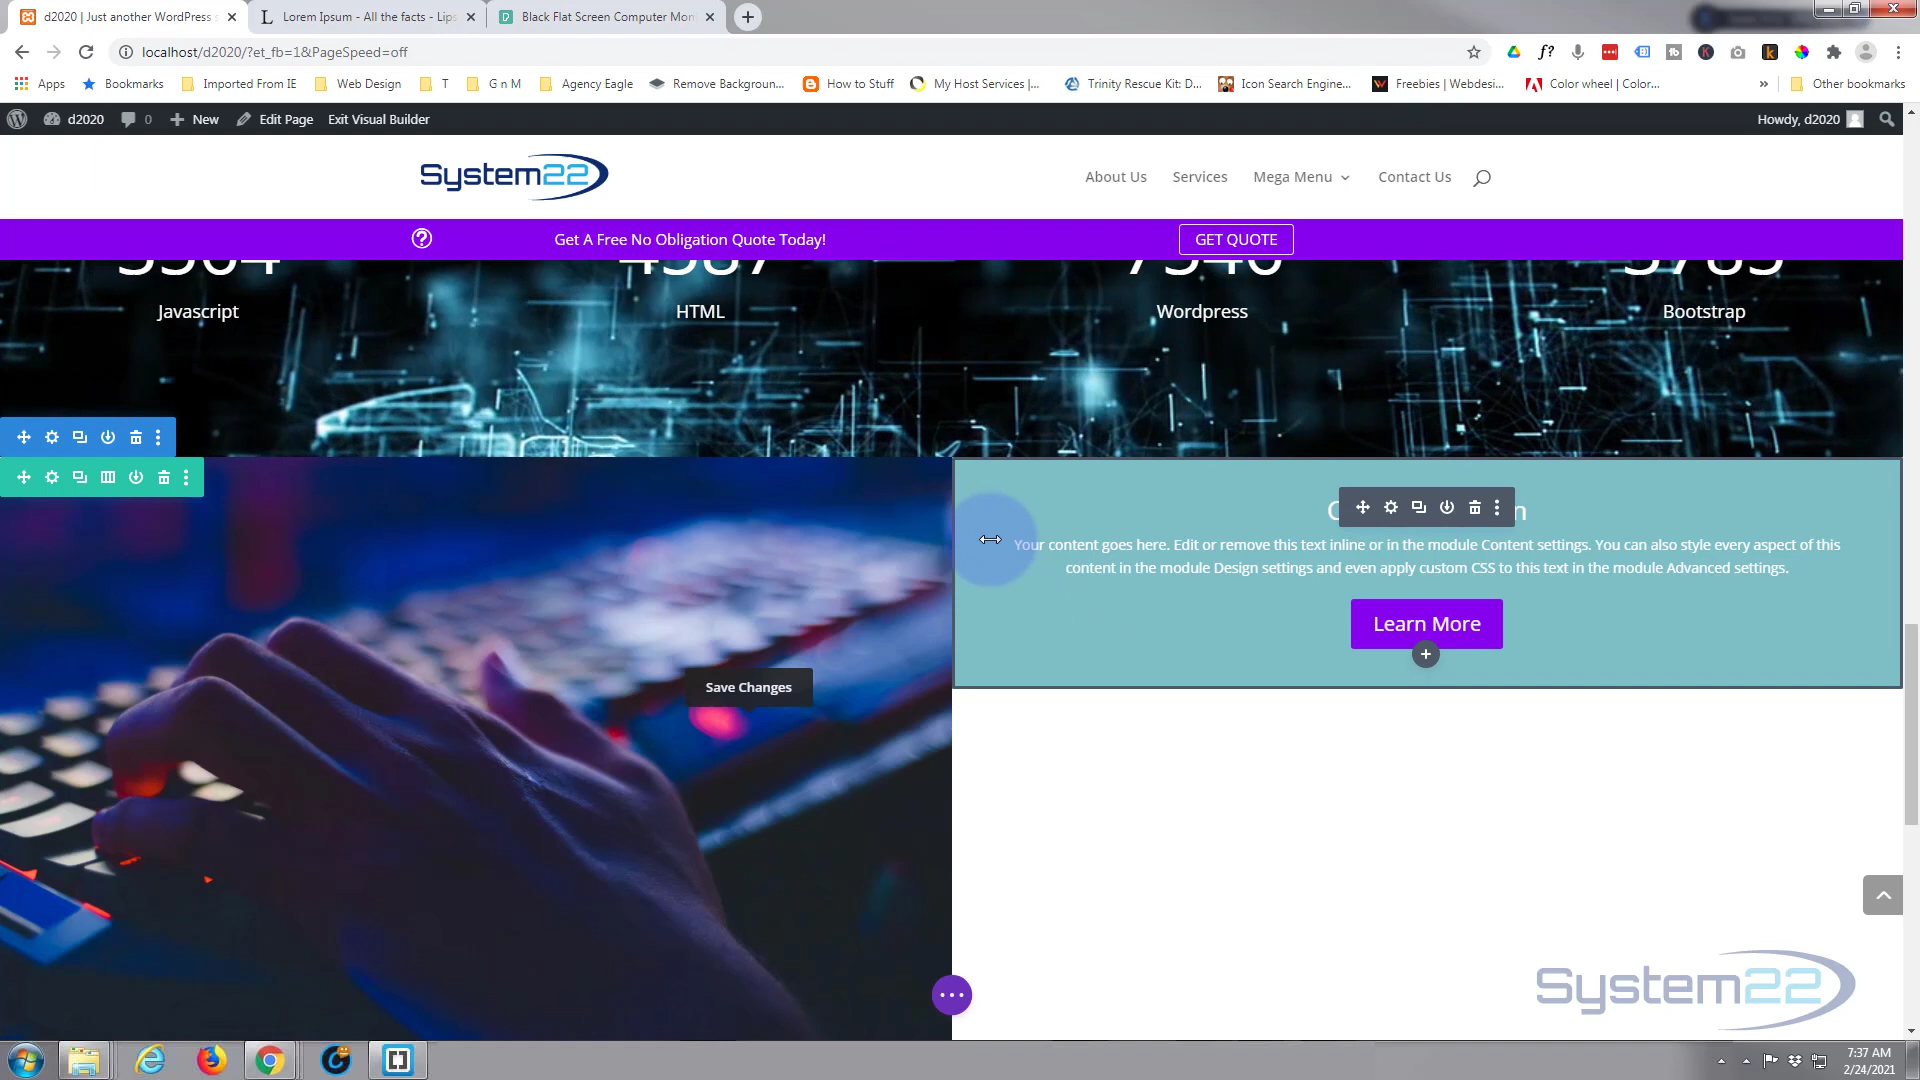 d2020 | Just another WordPress s
Lorem Ipsum - All the facts - Lips
Black Flat Screen Computer Moni
localhost/d2020/?et_fb=1&PageSpeed=off
Apps
Bookmarks
Imported From IE
Web Design
T
G n M
Agency Eagle
Remove Backgroun...
How to Stuff
My Host Services |...
Trinity Rescue Kit: D...
Icon Search Engine...
Freebies | Webdesi...
Color wheel | Color...
Other bookmarks
d2020
0
New
Edit Page
Exit Visual Builder
Howdy, d2020
System22
About Us
Services
Mega Menu
Contact Us
Get A Free No Obligation Quote Today!
GET QUOTE
Javascript
HTML
Wordpress
Bootstrap
Your content goes here. Edit or remove this text inline or in the module Content settings. You can also style every aspect of this
content in the module Design settings and even apply custom CSS to this text in the module Advanced settings.
Learn More
Save Changes
System22
7:37 AM
2/24/2021